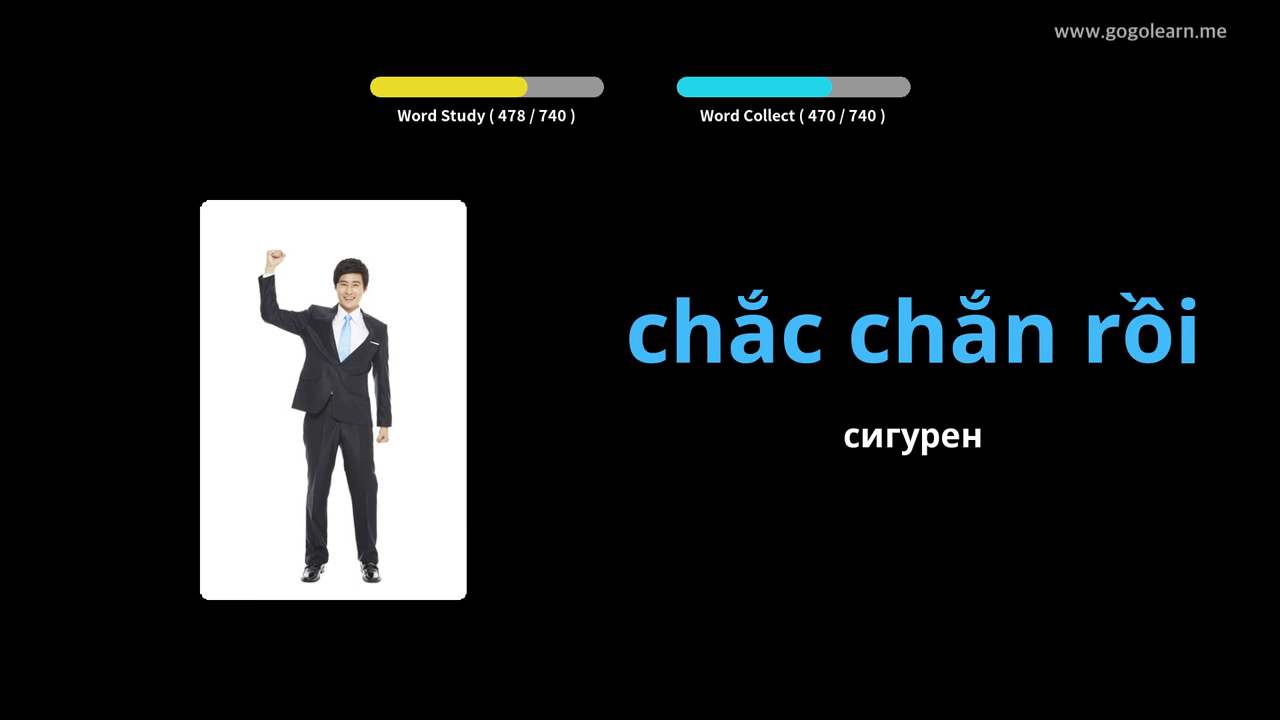 www.gogolearn.me
Word Study ( 478 / 740 )
Word Collect ( 470 / 740 )
chắc chắn rồi
сигурен